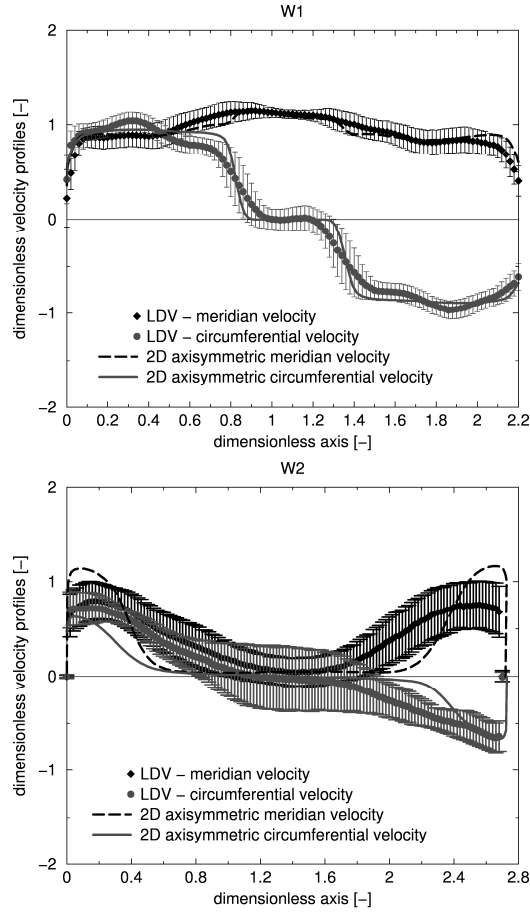 W1
2
1
0
−1
−2
dimensionless velocity profiles [−]
LDV − meridian velocity
LDV − circumferential velocity
2D axisymmetric meridian velocity
2D axisymmetric circumferential velocity
0 0.2 0.4 0.6 0.8 1 1.2 1.4 1.6 1.8 2 2.2
dimensionless axis [−]
W2
2
1
0
−1
−2
dimensionless velocity profiles [−]
LDV − meridian velocity
LDV − circumferential velocity
2D axisymmetric meridian velocity
2D axisymmetric circumferential velocity
0 0.4 0.8 1.2 1.6 2 2.4 2.8
dimensionless axis [−]